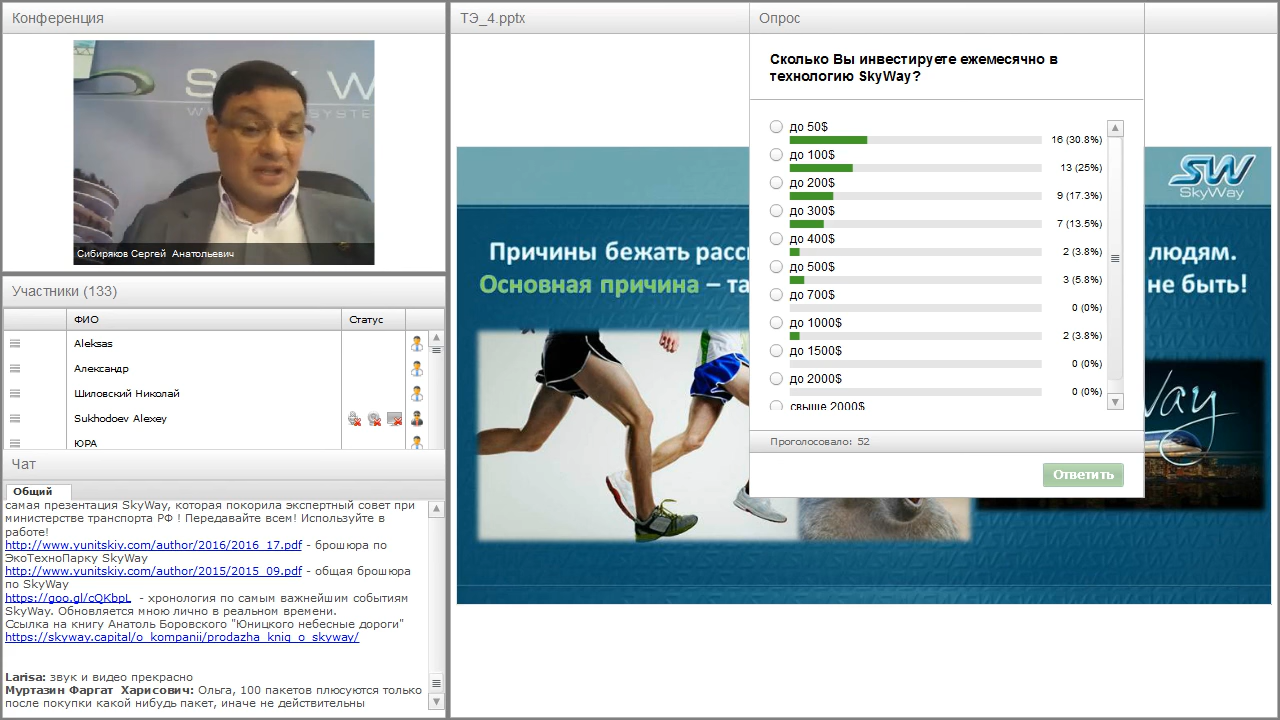 Конференция
SKY W
Сибиряков Сергей Анатольевич
Участники (133)
ФИО Статус
Aleksas
Александр
Шиловский Николай
Sukhodoev Alexey
ЮРА
Чат
Общий
самая презентация SkyWay, которая покорила экспертный совет при
министерстве транспорта РФ ! Передавайте всем! Используйте в
работе!
http://www.yunitskiy.com/author/2016/2016_17.pdf - брошюра по
ЭкоТехноПарку SkyWay
http://www.yunitskiy.com/author/2015/2015_09.pdf - общая брошюра
по SkyWay
https://goo.gl/cQKbpL - хронология по самым важнейшим событиям
SkyWay. Обновляется мною лично в реальном времени.
Ссылка на книгу Анатоль Боровского "Юницкого небесные дороги"
https://skyway.capital/o_kompanii/prodazha_knig_o_skyway/
Larisa: звук и видео прекрасно
Муртазин Фаргат Харисович: Ольга, 100 пакетов плюсуются только
после покупки какой нибудь пакет, иначе не действительны
ТЭ_4.pptx
SW
SkyWay
Причины бежать расс людям.
Основная причина – та не быть!
way
Опрос
Сколько Вы инвестируете ежемесячно в
технологию SkyWay?
до 50$
16 (30.8%)
до 100$
13 (25%)
до 200$
9 (17.3%)
до 300$
7 (13.5%)
до 400$
2 (3.8%)
до 500$
3 (5.8%)
до 700$
0 (0%)
до 1000$
2 (3.8%)
до 1500$
0 (0%)
до 2000$
0 (0%)
свыше 2000$
Проголосовало: 52
Ответить